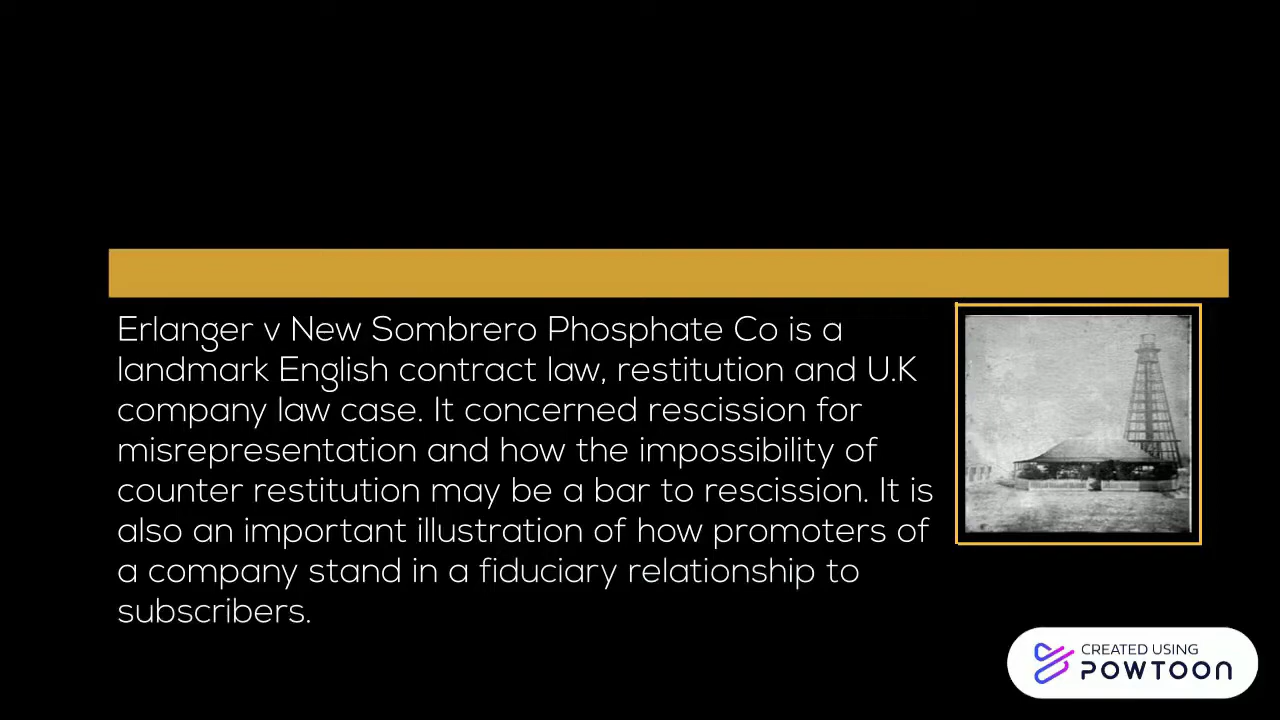 Erlanger v New Sombrero Phosphate Co is a
landmark English contract law, restitution and U.K
company law case. It concerned rescission for
misrepresentation and how the impossibility of
counter restitution may be a bar to rescission. It is
also an important illustration of how promoters of
a company stand in a fiduciary relationship to
subscribers.
CREATED USING
POWTOON